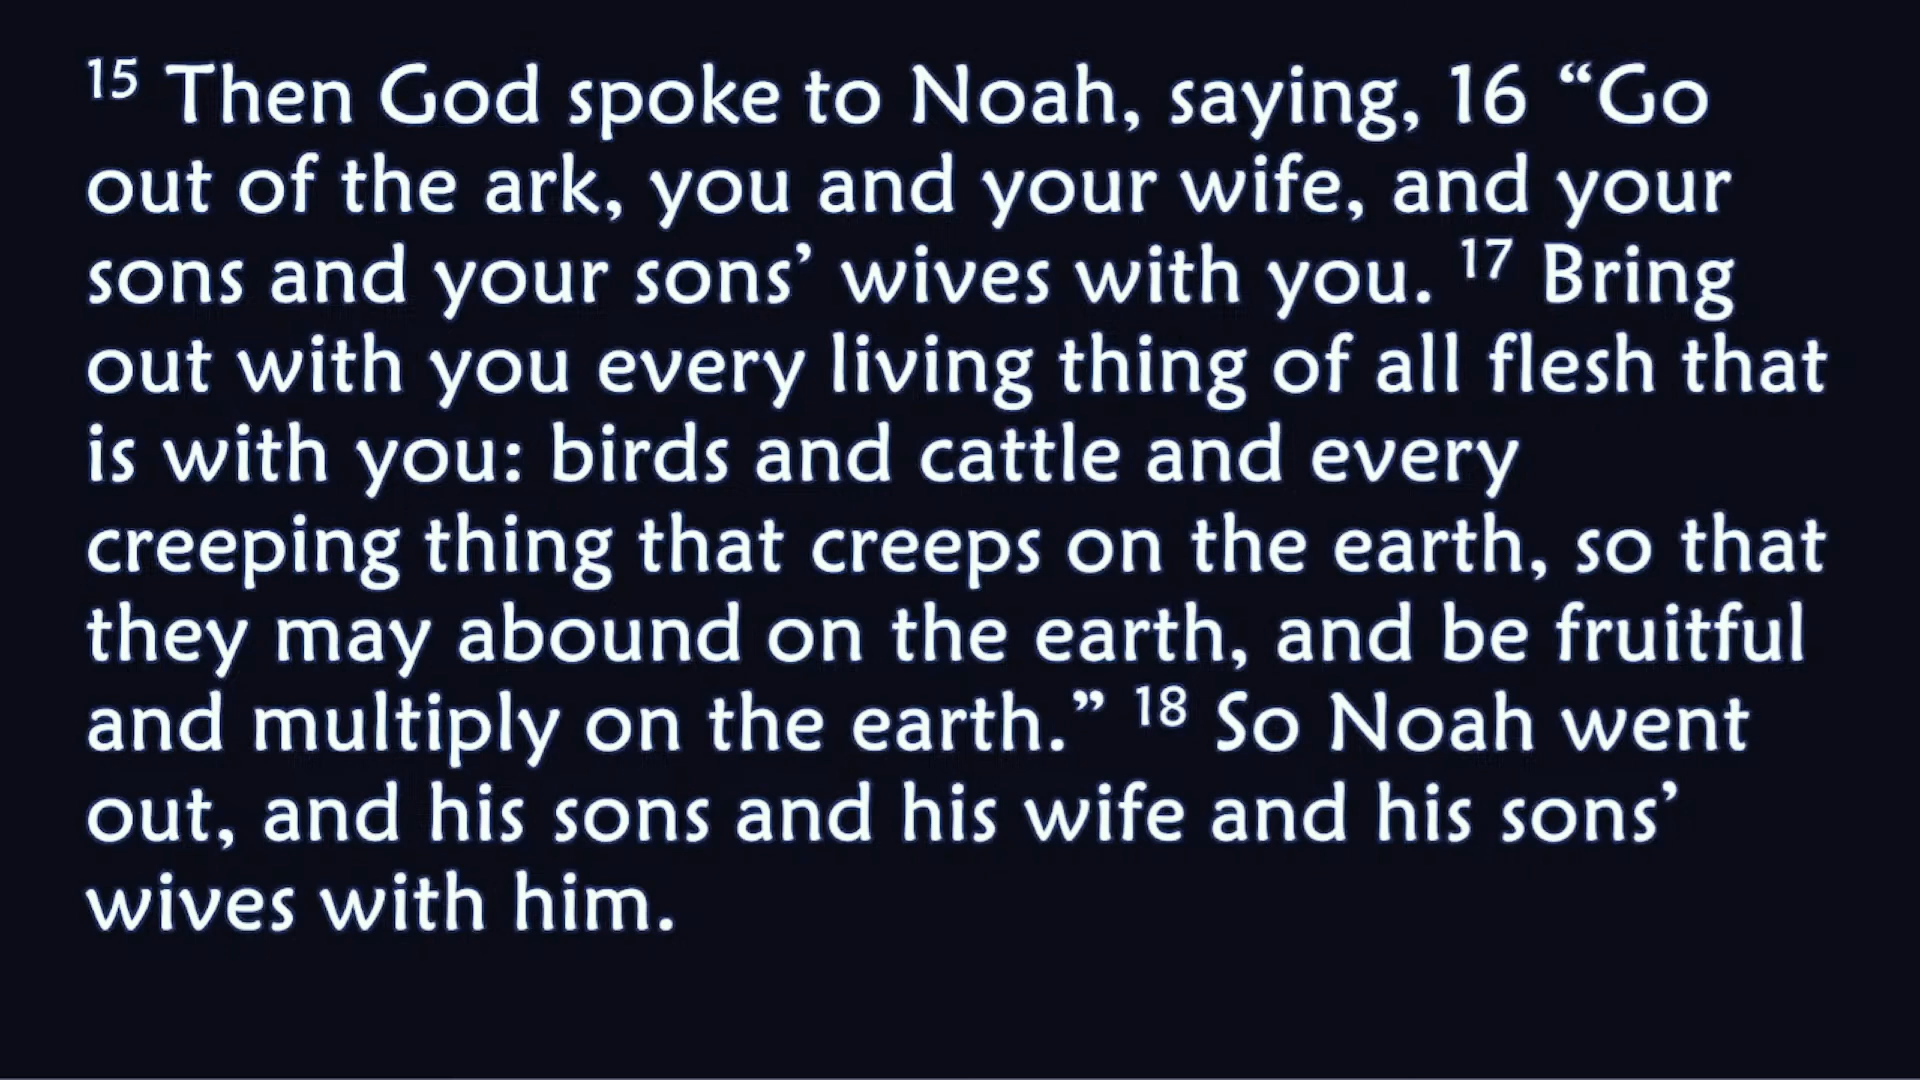 15 Then God spoke to Noah, saying, 16 “Go
out of the ark, you and your wife, and your
sons and your sons’ wives with you. 17 Bring
out with you every living thing of all flesh that
is with you: birds and cattle and every
creeping thing that creeps on the earth, so that
they may abound on the earth, and be fruitful
and multiply on the earth.” 18 So Noah went
out, and his sons and his wife and his sons’
wives with him.